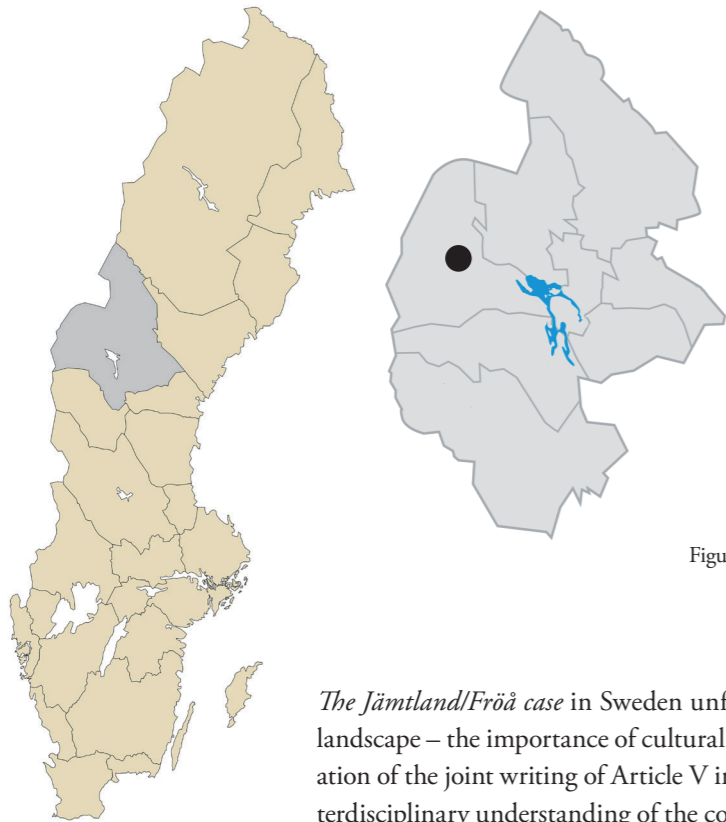 Figu
The Jämtland/Fröå case in Sweden unf
landscape – the importance of cultural
ation of the joint writing of Article V i
terdisciplinary understanding of the co